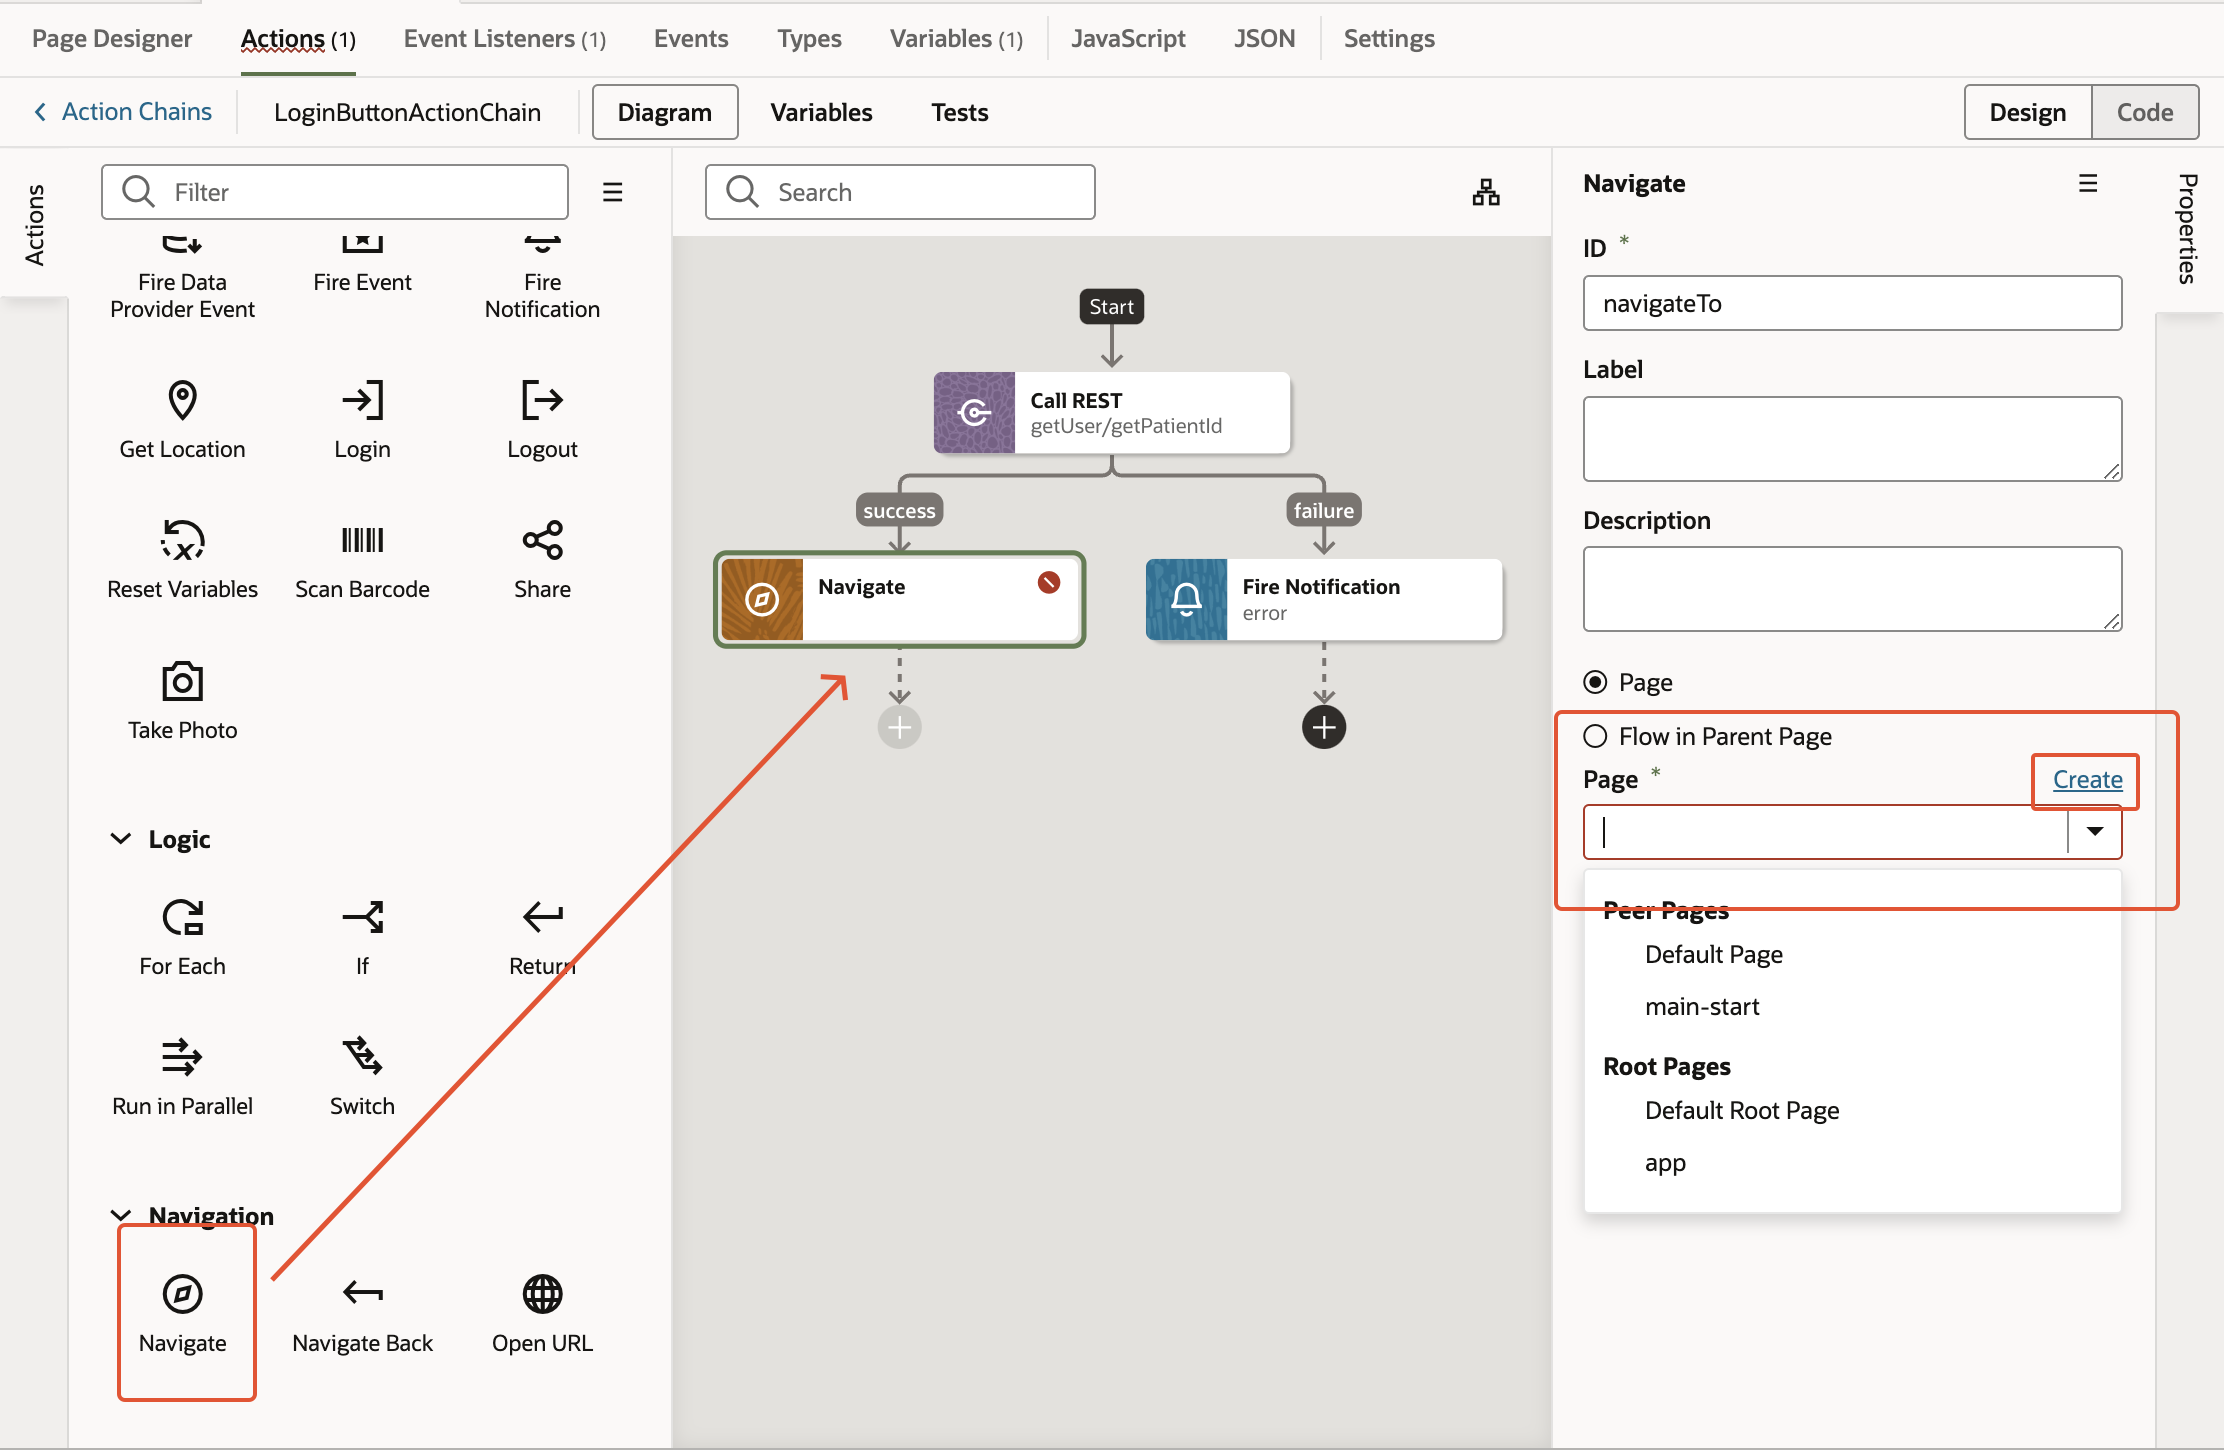 Page Designer
Actions (1)
Event Listeners (1)
Events
Types
Variables (1)
JavaScript
JSON
Settings
Action Chains
LoginButtonActionChain
Diagram
Variables
Tests
Design
Code
Actions
Filter
Fire Data
Provider Event
Fire Event
Fire
Notification
Get Location
Login
Logout
Reset Variables
Scan Barcode
Share
Take Photo
Logic
For Each
If
Return
Run in Parallel
Switch
Navigation
Navigate
Navigate Back
Open URL
Search
Start
Call REST
getUser/getPatientId
success
failure
Navigate
Fire Notification
error
Navigate
Properties
ID *
navigateTo
Label
Description
Page
Flow in Parent Page
Page *
Create
Peer Pages
Default Page
main-start
Root Pages
Default Root Page
app